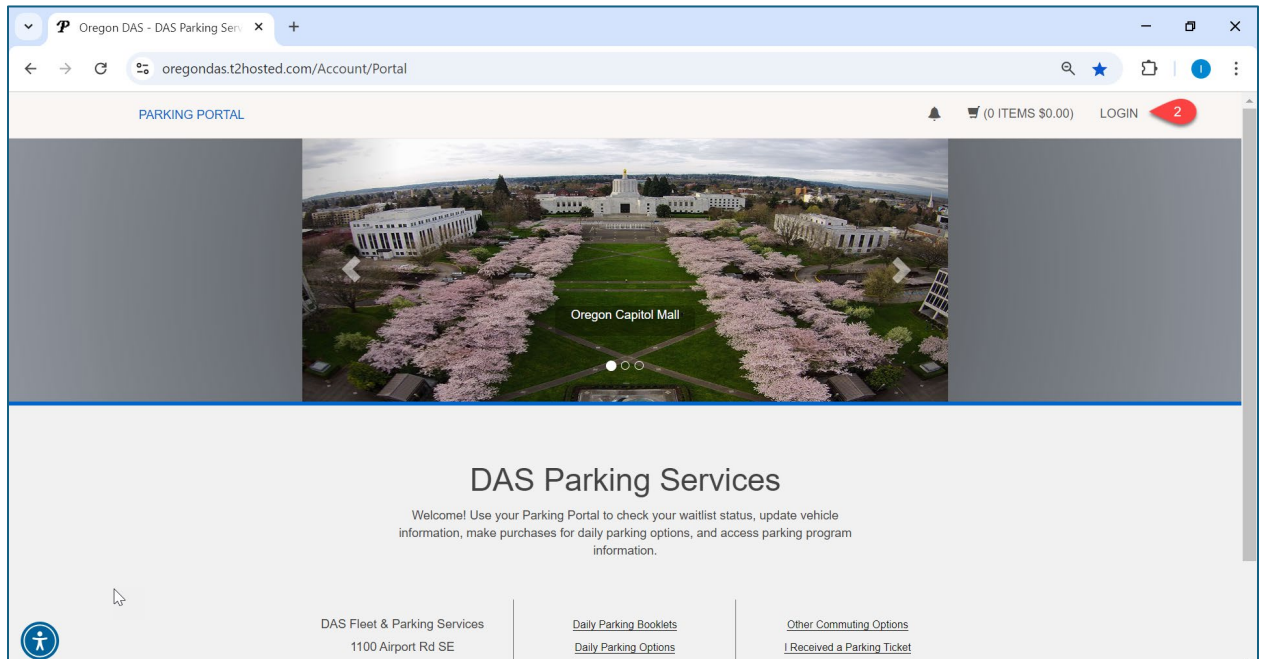 Oregon DAS - DAS Parking Serv
oregondas.t2hosted.com/Account/Portal
PARKING PORTAL
(0 ITEMS $0.00)
LOGIN
2
Oregon Capitol Mall
DAS Parking Services
Welcome! Use your Parking Portal to check your waitlist status, update vehicle
information, make purchases for daily parking options, and access parking program
information.
DAS Fleet & Parking Services
1100 Airport Rd SE
Daily Parking Booklets
Daily Parking Options
Other Commuting Options
I Received a Parking Ticket